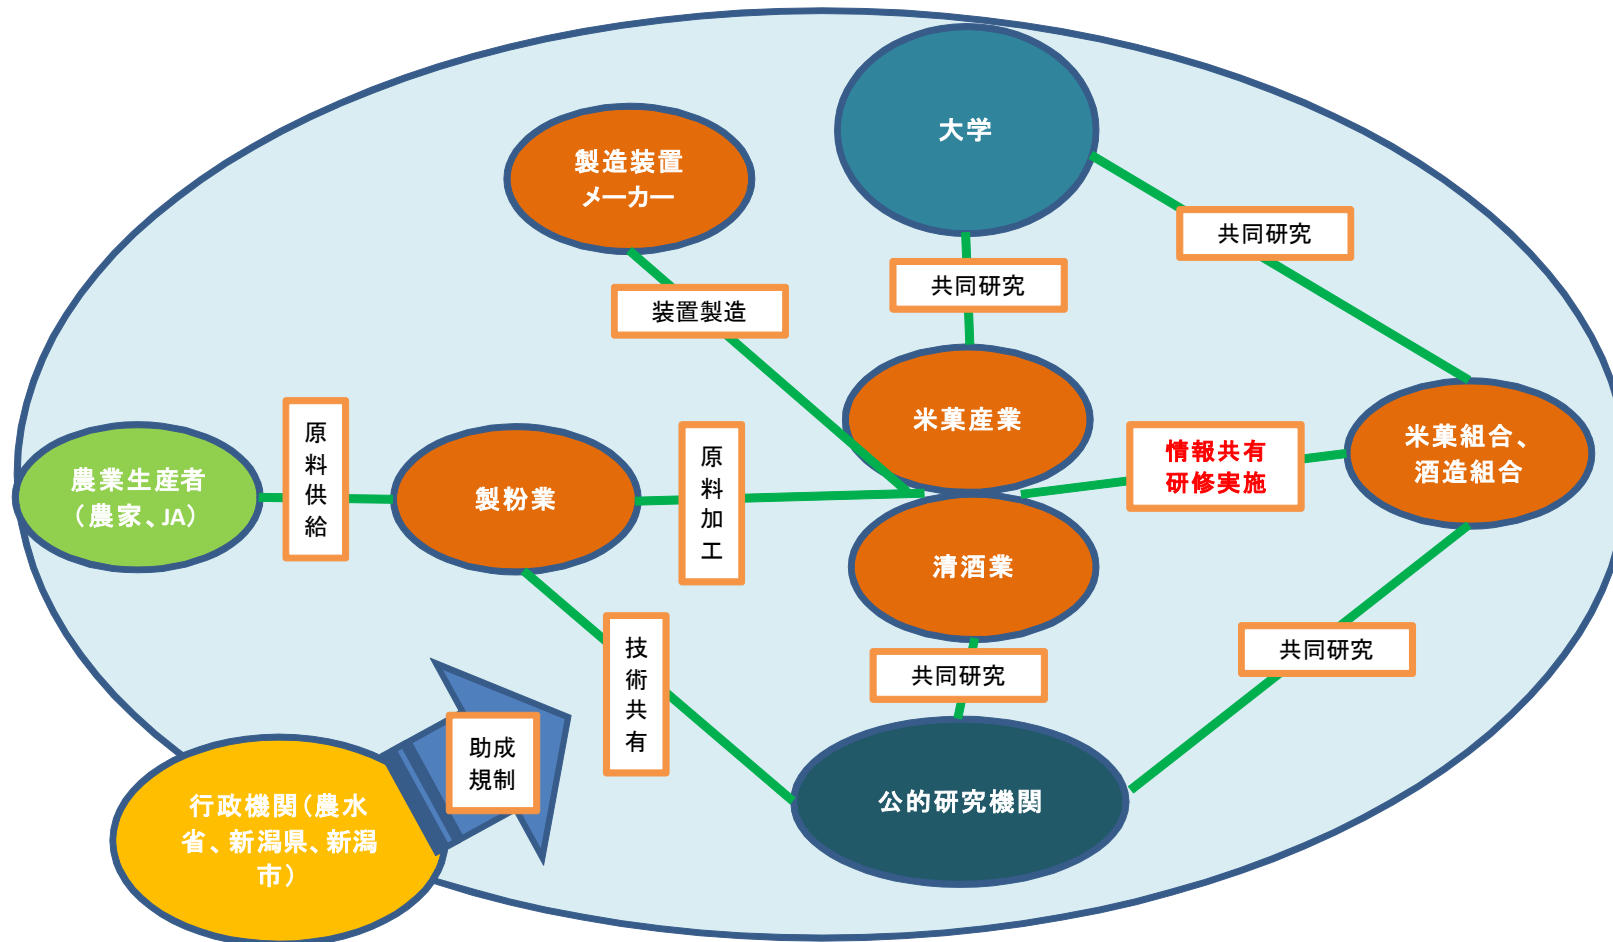 大学
製造装置
メーカー
共同研究
共同研究
装置製造
米菓産業
原料供給
原料加工
情報共有
研修実施
米菓組合、
酒造組合
農業生産者
（農家、JA）
製粉業
清酒業
技術共有
共同研究
共同研究
助成
規制
行政機関（農水
省、新潟県、新潟
市）
公的研究機関